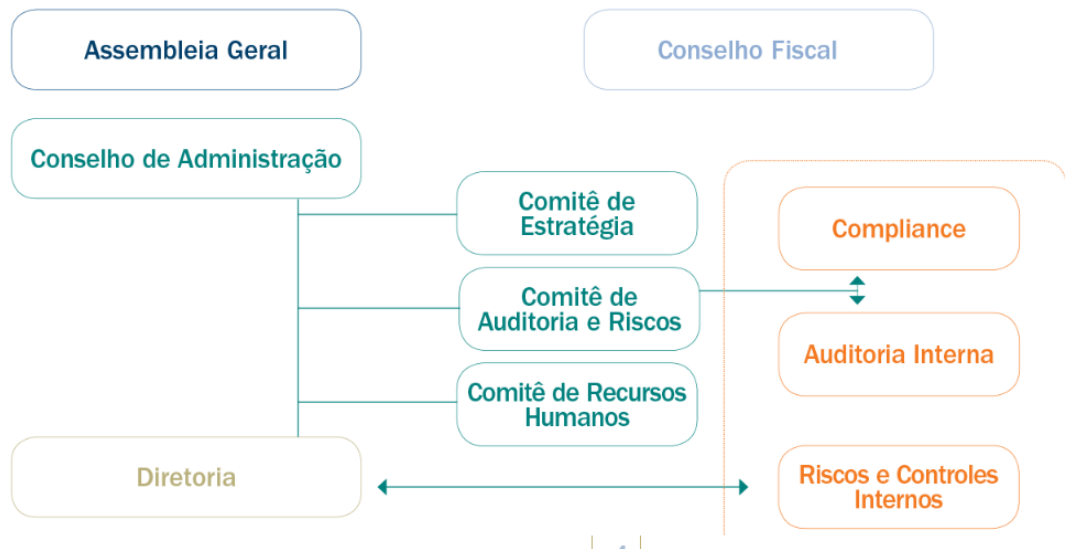 Assembleia Geral
Conselho Fiscal
Conselho de Administração
Comitê de
Estratégia
Compliance
Comitê de
Auditoria e Riscos
Auditoria Interna
Comitê de Recursos
Humanos
Diretoria
Riscos e Controles
Internos